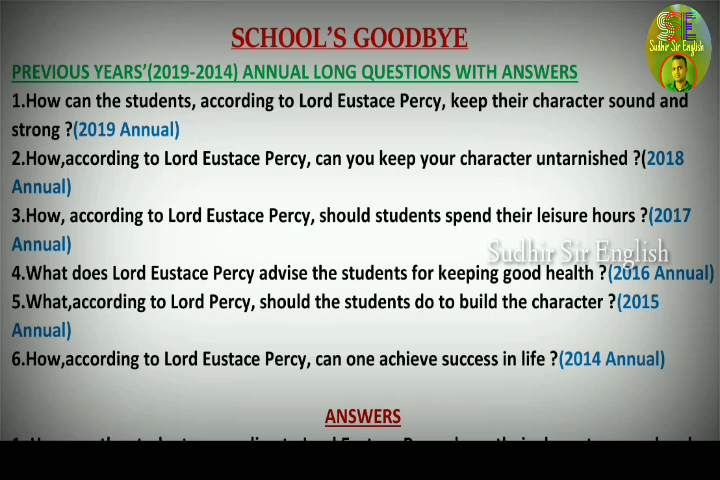 SCHOOL'S GOODBYE
PREVIOUS YEARS'(2019-2014) ANNUAL LONG QUESTIONS WITH ANSWERS
1.How can the students, according to Lord Eustace Percy, keep their character sound and
strong ?(2019 Annual)
2.How,according to Lord Eustace Percy, can you keep your character untarnished ?(2018
Annual)
3.How, according to Lord Eustace Percy, should students spend their leisure hours ?(2017
Annual)
Sudhir Sir English
4.What does Lord Eustace Percy advise the students for keeping good health ?(2016 Annual)
5.What,according to Lord Percy, should the students do to build the character ?(2015
Annual)
6.How,according to Lord Eustace Percy, can one achieve success in life ?(2014 Annual)
ANSWERS
SSE
Sudhir Sir English